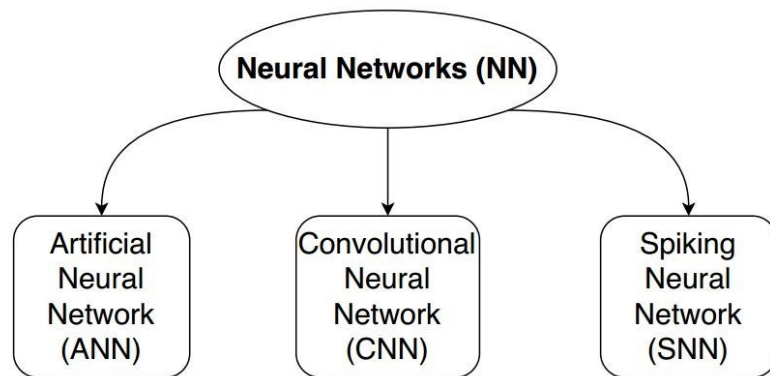 Neural Networks (NN)
Artificial
Neural
Network
(ANN)
Convolutional
Neural
Network
(CNN)
Spiking
Neural
Network
(SNN)